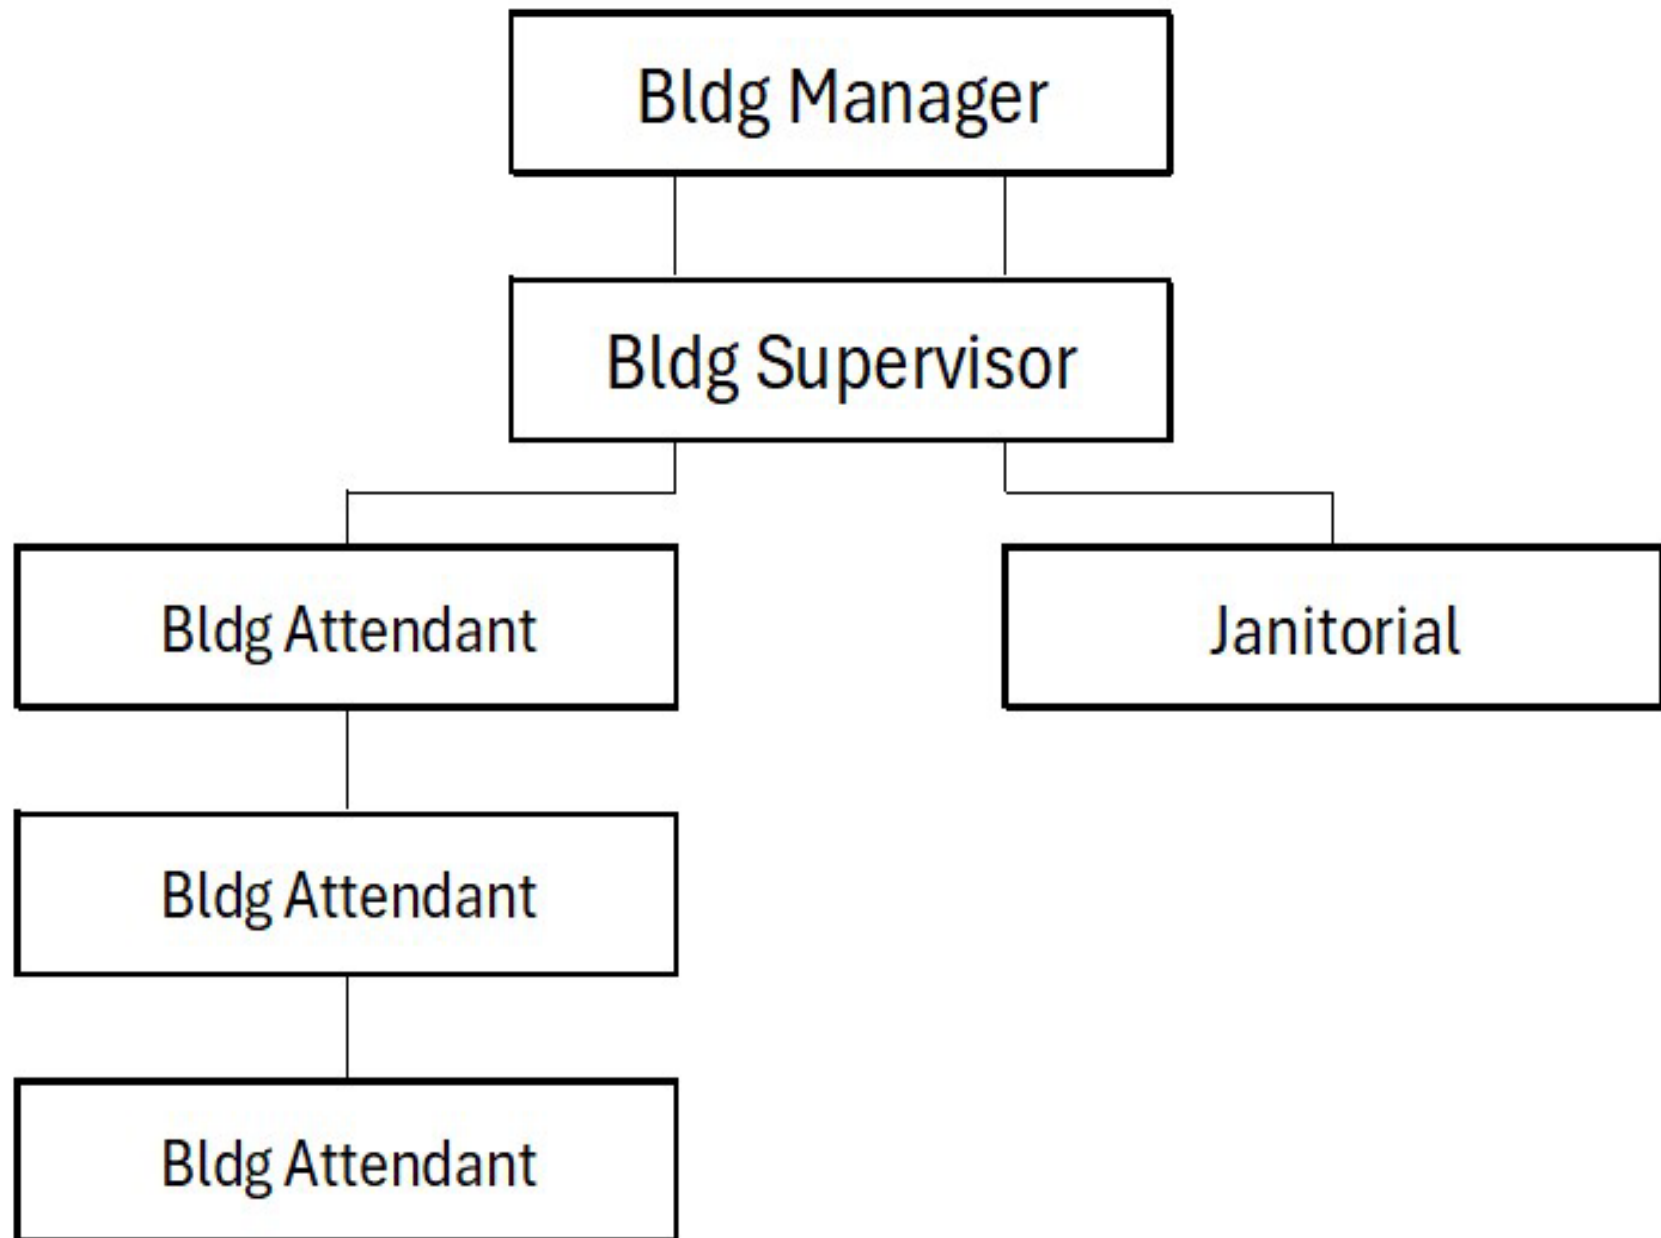 Bldg Manager
Bldg Supervisor
Bldg Attendant
Janitorial
Bldg Attendant
Bldg Attendant